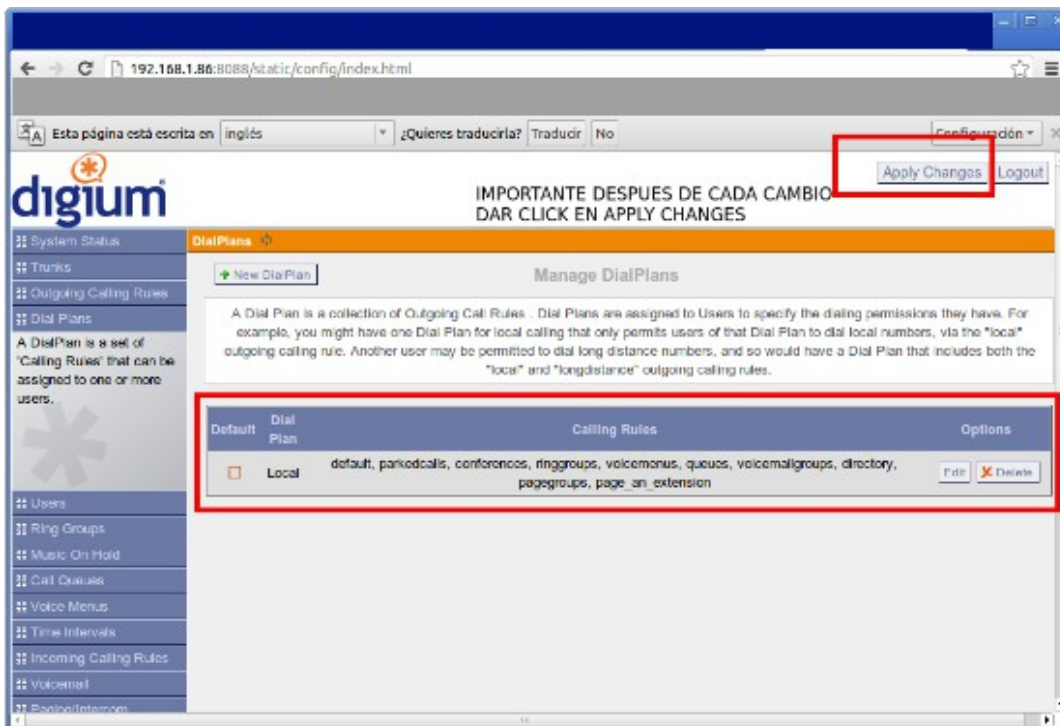 192.168.1.86:8088/static/config/index.html
Esta página está escrita en inglés ¿Quieres traducirla? Traducir No Configuración
digium
IMPORTANTE DESPUES DE CADA CAMBIO
DAR CLICK EN APPLY CHANGES
Apply Changes Logout
System Status
Trunks
Outgoing Calling Rules
Dial Plans
A DialPlan is a set of
'Calling Rules' that can be
assigned to one or more
users.
Users
Ring Groups
Music On Hold
Call Queues
Voice Menus
Time Intervals
Incoming Calling Rules
Voicemail
Paging/Intercom
DialPlans
New DialPlan
Manage DialPlans
A Dial Plan is a collection of Outgoing Call Rules . Dial Plans are assigned to Users to specify the dialing permissions they have. For
example, you might have one Dial Plan for local calling that only permits users of that Dial Plan to dial local numbers, via the "local"
outgoing calling rule. Another user may be permitted to dial long distance numbers, and so would have a Dial Plan that includes both the
"local" and "longdistance" outgoing calling rules.
Default Dial Plan Calling Rules Options
Local default, parkedcalls, conferences, ringgroups, voicemenus, queues, voicemailgroups, directory,
pagegroups, page_an_extension
Edit Delete